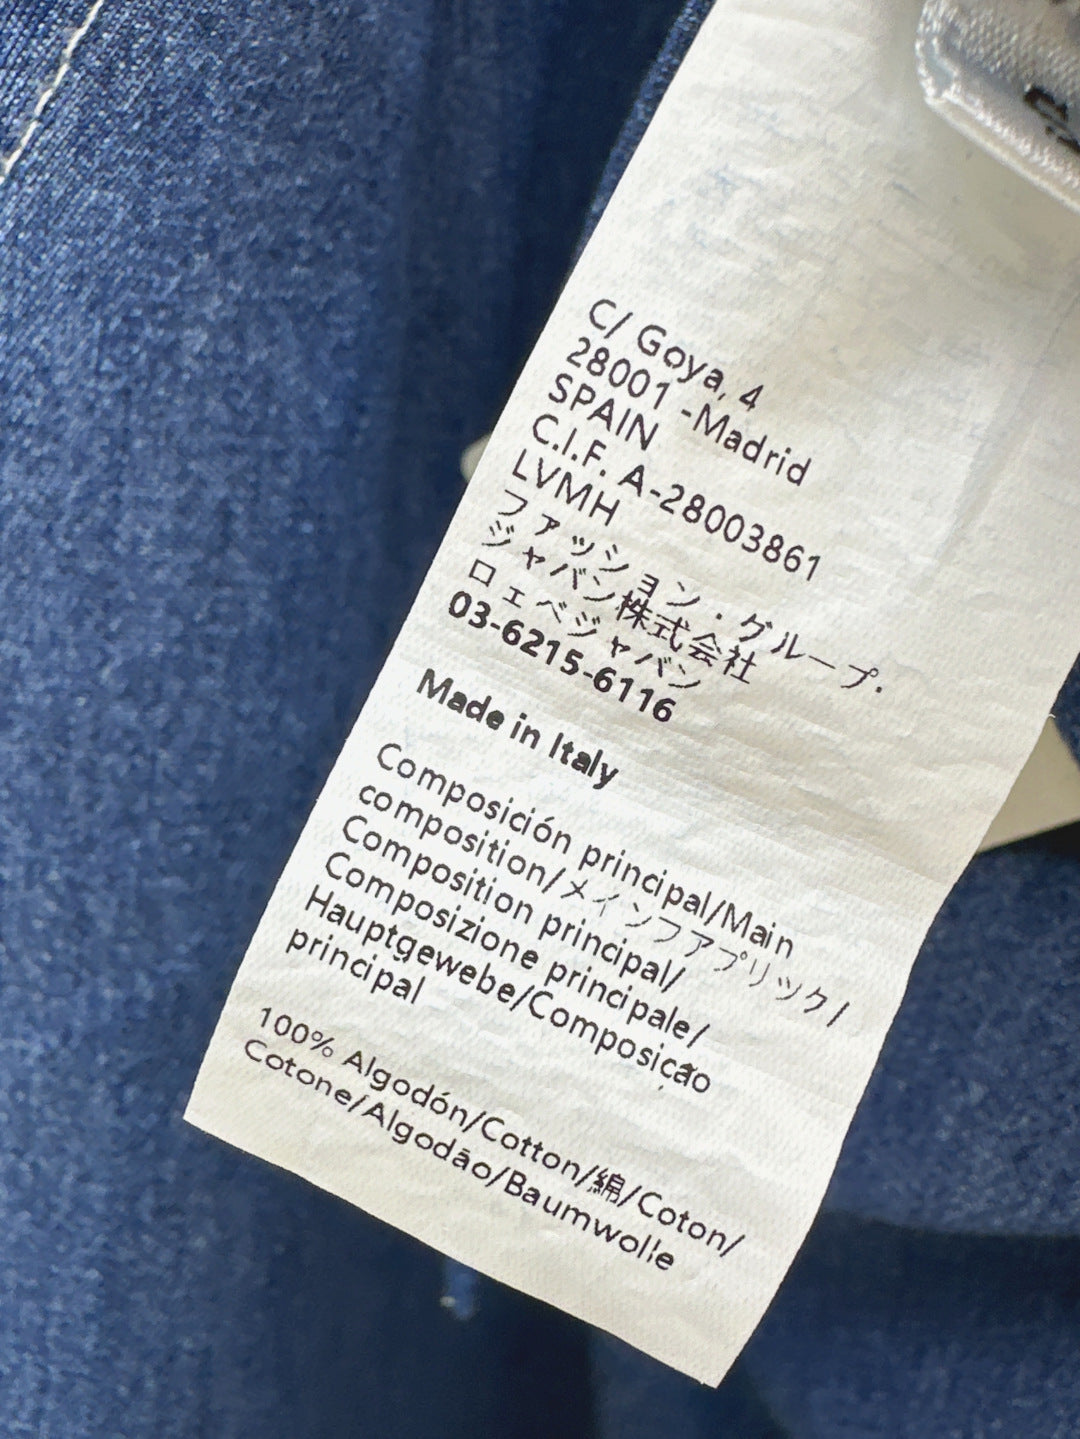 C/ Goya, 4
28001 -Madrid
SPAIN
C.I.F. A-28003861
LVMH
ファッション・グループ.
ジャパン株式会社
ロエベジャパン
03-6215-6116
Made in Italy
Composición principal/Main
composition/メインファブリック/
Composition principal/
Composizione principale/
Hauptgewebe/Composição
principal
100% Algodón/Cotton/綿/Coton/
Cotone/Algodão/Baumwolle